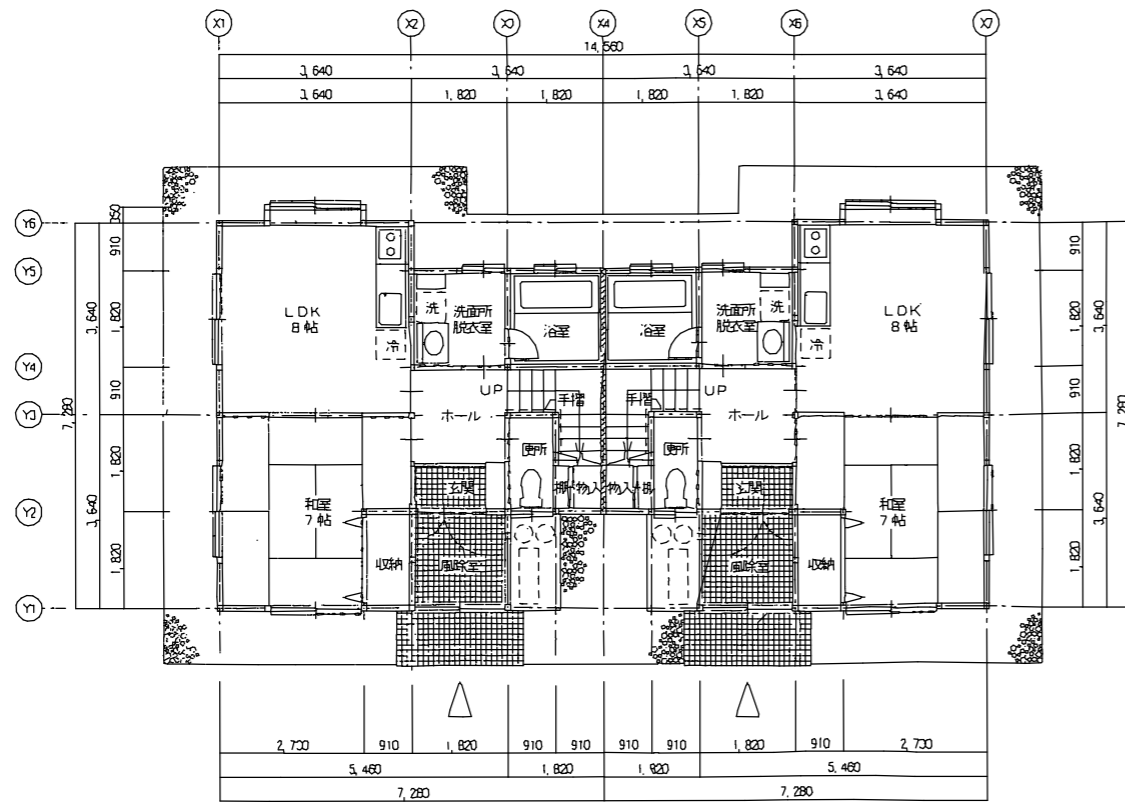 X1 X2 X3 X4 X5 X6 X7
14,560
3,640 3,640 3,640 3,640
3,640 1,820 1,820 1,820 1,820 3,640
Y6
Y5
Y4
Y3
Y2
Y1
350
910
1,820
910
1,820
1,820
3,640
3,640
7,280
910
1,820
910
1,820
1,820
3,640
3,640
7,280
LDK
8帖
冷
洗
洗面所
脱衣室
浴室
浴室
洗面所
脱衣室
洗
冷
LDK
8帖
UP
手摺
手摺
UP
ホール
ホール
便所
便所
玄関
棚
物入
物入
棚
玄関
和室
7帖
和室
7帖
収納
風除室
風除室
収納
2,730 910 1,820 910 910 910 910 1,820 910 2,730
5,460 1,820 1,820 5,460
7,280 7,280